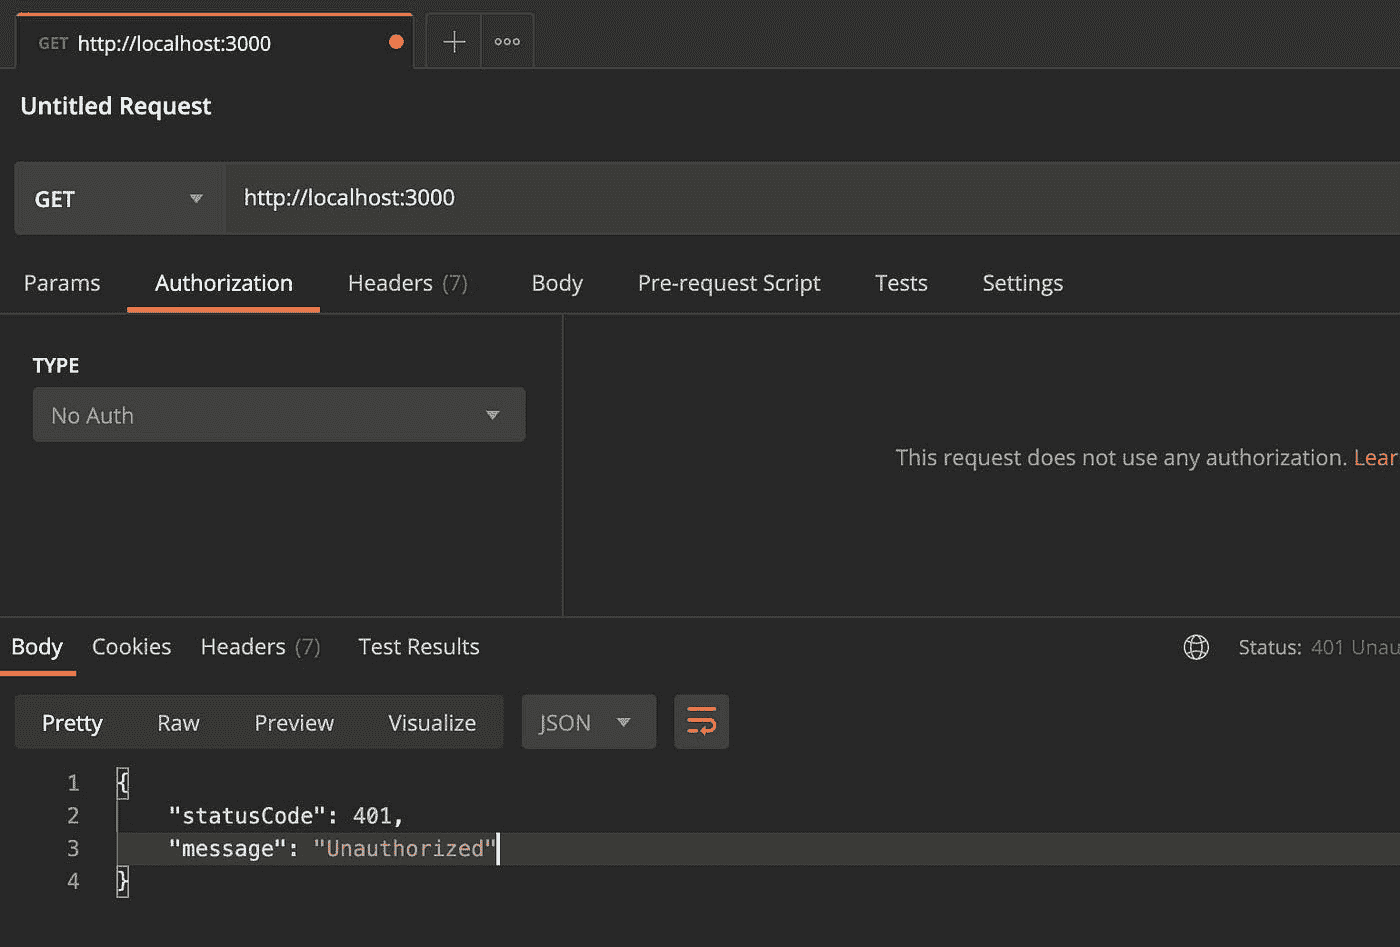 GET http://localhost:3000
Untitled Request
GET http://localhost:3000
Params Authorization Headers (7) Body Pre-request Script Tests Settings
TYPE
No Auth
This request does not use any authorization. Lear
Body Cookies Headers (7) Test Results Status: 401 Unau
Pretty Raw Preview Visualize JSON
1 {
2 "statusCode": 401,
3 "message": "Unauthorized"
4 }